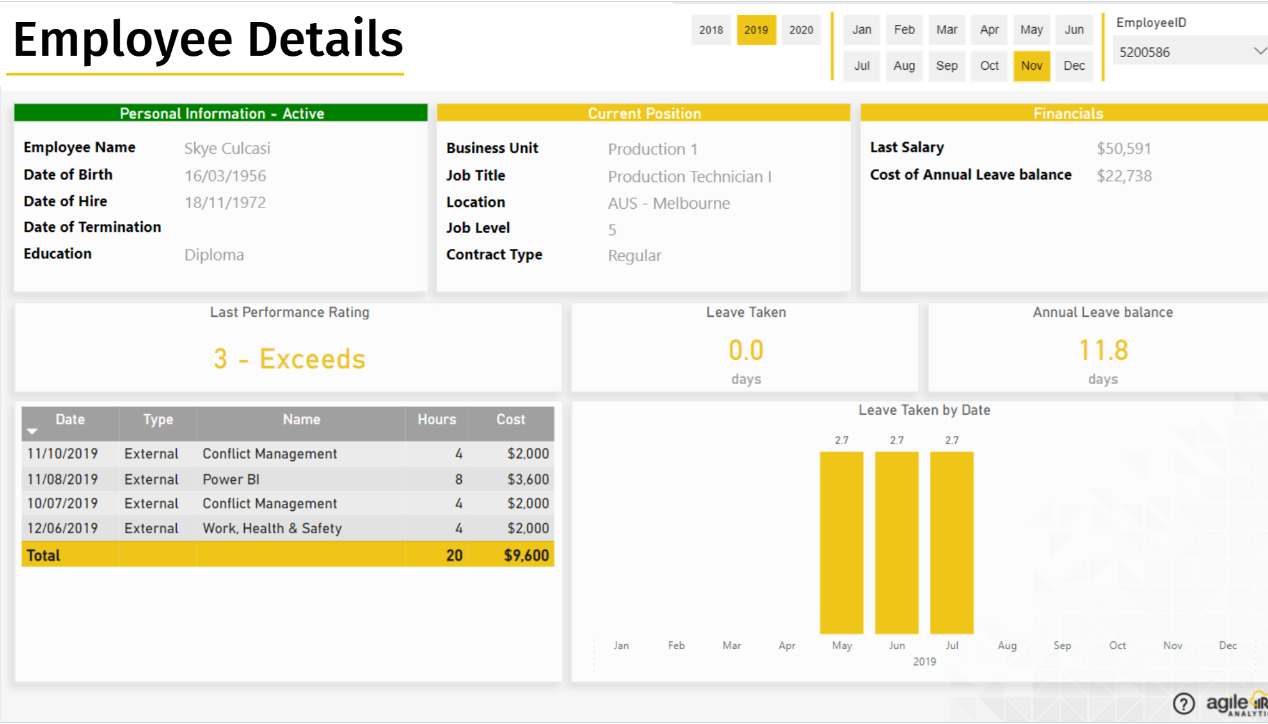 Employee Details
2018 2019 2020
Jan Feb Mar Apr May Jun
Jul Aug Sep Oct Nov Dec
EmployeeID
5200586
Personal Information - Active
Employee Name Skye Culcasi
Date of Birth 16/03/1956
Date of Hire 18/11/1972
Date of Termination
Education Diploma
Current Position
Business Unit Production 1
Job Title Production Technician I
Location AUS - Melbourne
Job Level 5
Contract Type Regular
Financials
Last Salary $50,591
Cost of Annual Leave balance $22,738
Last Performance Rating
3 - Exceeds
Leave Taken
0.0
days
Annual Leave balance
11.8
days
Date Type Name Hours Cost
11/10/2019 External Conflict Management 4 $2,000
11/08/2019 External Power BI 8 $3,600
10/07/2019 External Conflict Management 4 $2,000
12/06/2019 External Work, Health & Safety 4 $2,000
Total 20 $9,600
Leave Taken by Date
2.7 2.7 2.7
Jan Feb Mar Apr May Jun Jul Aug Sep Oct Nov Dec
2019
? agile